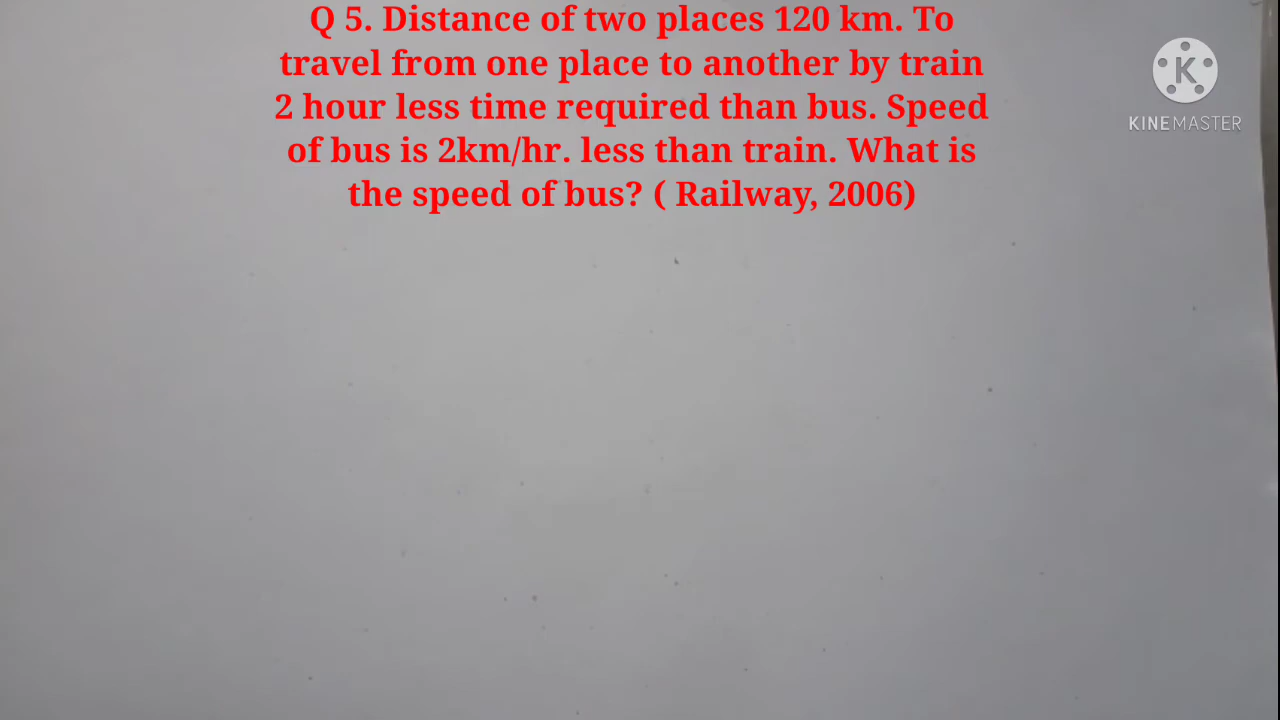 Q 5. Distance of two places 120 km. To
travel from one place to another by train
2 hour less time required than bus. Speed
of bus is 2km/hr. less than train. What is
the speed of bus? ( Railway, 2006)
K
KINEMASTER